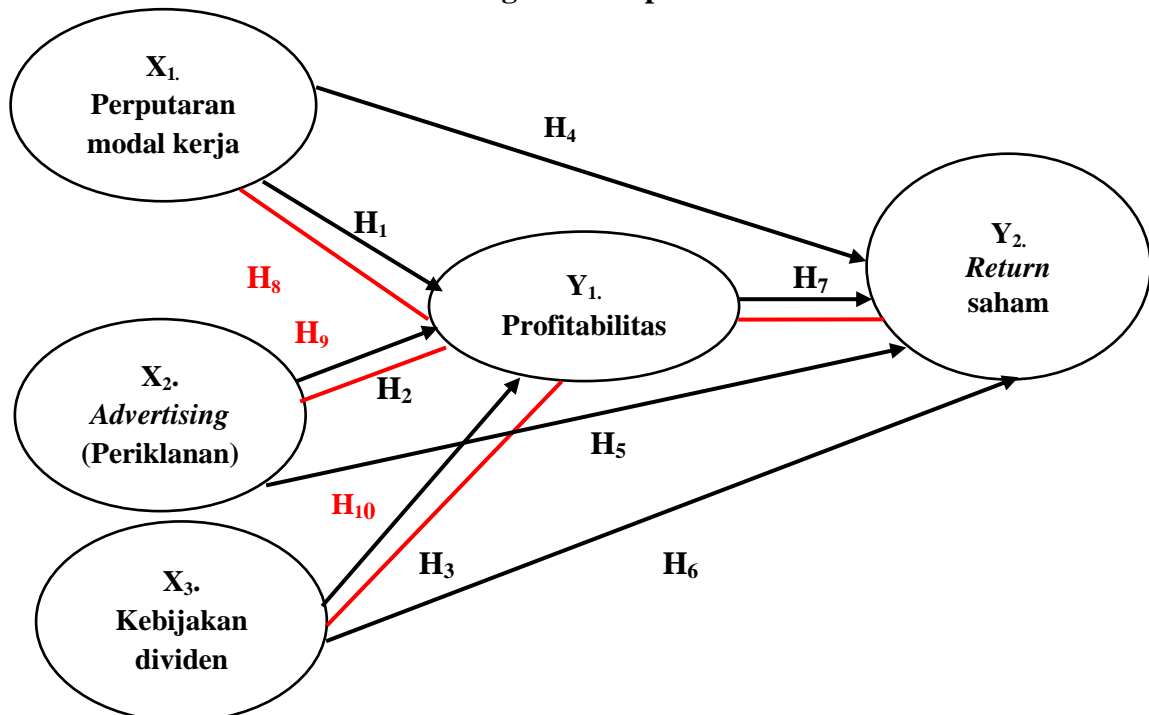 X1.
Perputaran
modal kerja
H4
H1
Y2.
Return
saham
H8
Y1.
Profitabilitas
H7
H9
X2.
Advertising
(Periklanan)
H2
H5
H10
X3.
Kebijakan
dividen
H3
H6